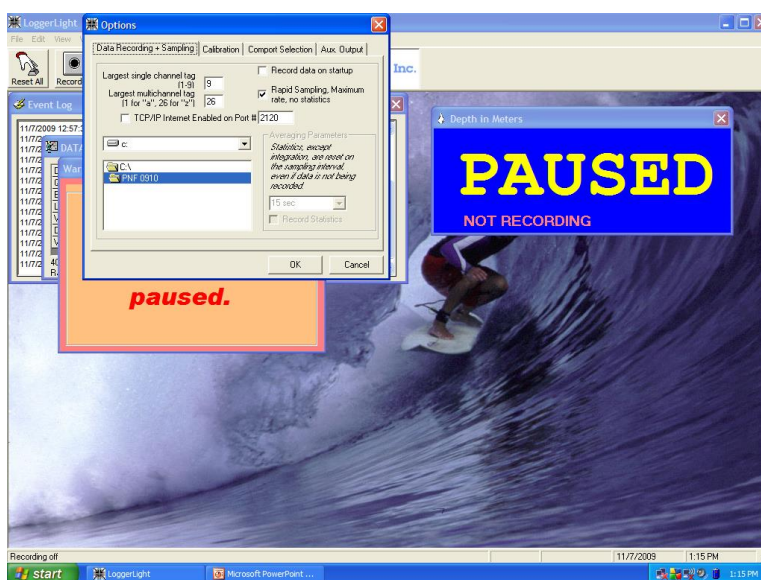 LoggerLight
File Edit View
Reset All
Record
Inc.
Event Log
11/7/2009 12:57:
DATA
War
paused.
Options
Data Recording + Sampling
Calibration
Comport Selection
Aux. Output
Largest single channel tag
(1-9)
9
Largest multichannel tag
(1 for "a", 26 for "z")
26
Record data on startup
Rapid Sampling, Maximum
rate, no statistics
TCP/IP Internet Enabled on Port #
2120
c:
C:\
PNF 0910
Averaging Parameters
Statistics, except
integration, are reset on
the sampling interval,
even if data is not being
recorded.
15 sec
Record Statistics
OK
Cancel
Depth in Meters
PAUSED
NOT RECORDING
Recording off
11/7/2009
1:15 PM
start
LoggerLight
Microsoft PowerPoint ...
1:15 PM